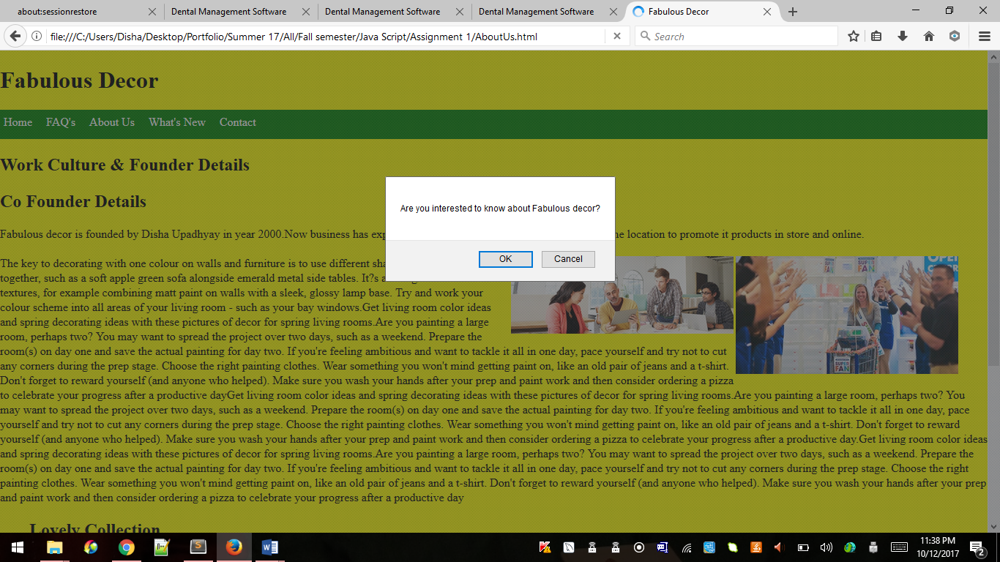 about:sessionrestore
Dental Management Software
Dental Management Software
Dental Management Software
Fabulous Decor
file:///C:/Users/Disha/Desktop/Portfolio/Summer 17/All/Fall semester/Java Script/Assignment 1/AboutUs.html
Search
Fabulous Decor
Home FAQ's About Us What's New Contact
Work Culture & Founder Details
Co Founder Details
Are you interested to know about Fabulous decor?
OK Cancel
Fabulous decor is founded by Disha Upadhyay in year 2000.Now business has location to promote it products in store and online.
The key to decorating with one colour on walls and furniture is to use different
together, such as a soft apple green sofa alongside emerald metal side tables. It?s
textures, for example combining matt paint on walls with a sleek, glossy lamp base. Try and work your
colour scheme into all areas of your living room - such as your bay windows.Get living room color ideas
and spring decorating ideas with these pictures of decor for spring living rooms.Are you painting a large
room, perhaps two? You may want to spread the project over two days, such as a weekend. Prepare the
room(s) on day one and save the actual painting for day two. If you're feeling ambitious and want to tackle it all in one day, pace yourself and try not to cut
any corners during the prep stage. Choose the right painting clothes. Wear something you won't mind getting paint on, like an old pair of jeans and a t-shirt.
Don't forget to reward yourself (and anyone who helped). Make sure you wash your hands after your prep and paint work and then consider ordering a pizza
to celebrate your progress after a productive dayGet living room color ideas and spring decorating ideas with these pictures of decor for spring living rooms.Are you painting a large room, perhaps two? You
may want to spread the project over two days, such as a weekend. Prepare the room(s) on day one and save the actual painting for day two. If you're feeling ambitious and want to tackle it all in one day, pace
yourself and try not to cut any corners during the prep stage. Choose the right painting clothes. Wear something you won't mind getting paint on, like an old pair of jeans and a t-shirt. Don't forget to reward
yourself (and anyone who helped). Make sure you wash your hands after your prep and paint work and then consider ordering a pizza to celebrate your progress after a productive day.Get living room color ideas
and spring decorating ideas with these pictures of decor for spring living rooms.Are you painting a large room, perhaps two? You may want to spread the project over two days, such as a weekend. Prepare the
room(s) on day one and save the actual painting for day two. If you're feeling ambitious and want to tackle it all in one day, pace yourself and try not to cut any corners during the prep stage. Choose the right
painting clothes. Wear something you won't mind getting paint on, like an old pair of jeans and a t-shirt. Don't forget to reward yourself (and anyone who helped). Make sure you wash your hands after your prep
and paint work and then consider ordering a pizza to celebrate your progress after a productive day
SUPER FAN
SUPER FAN
Lovely Collection
11:38 PM
10/12/2017
2